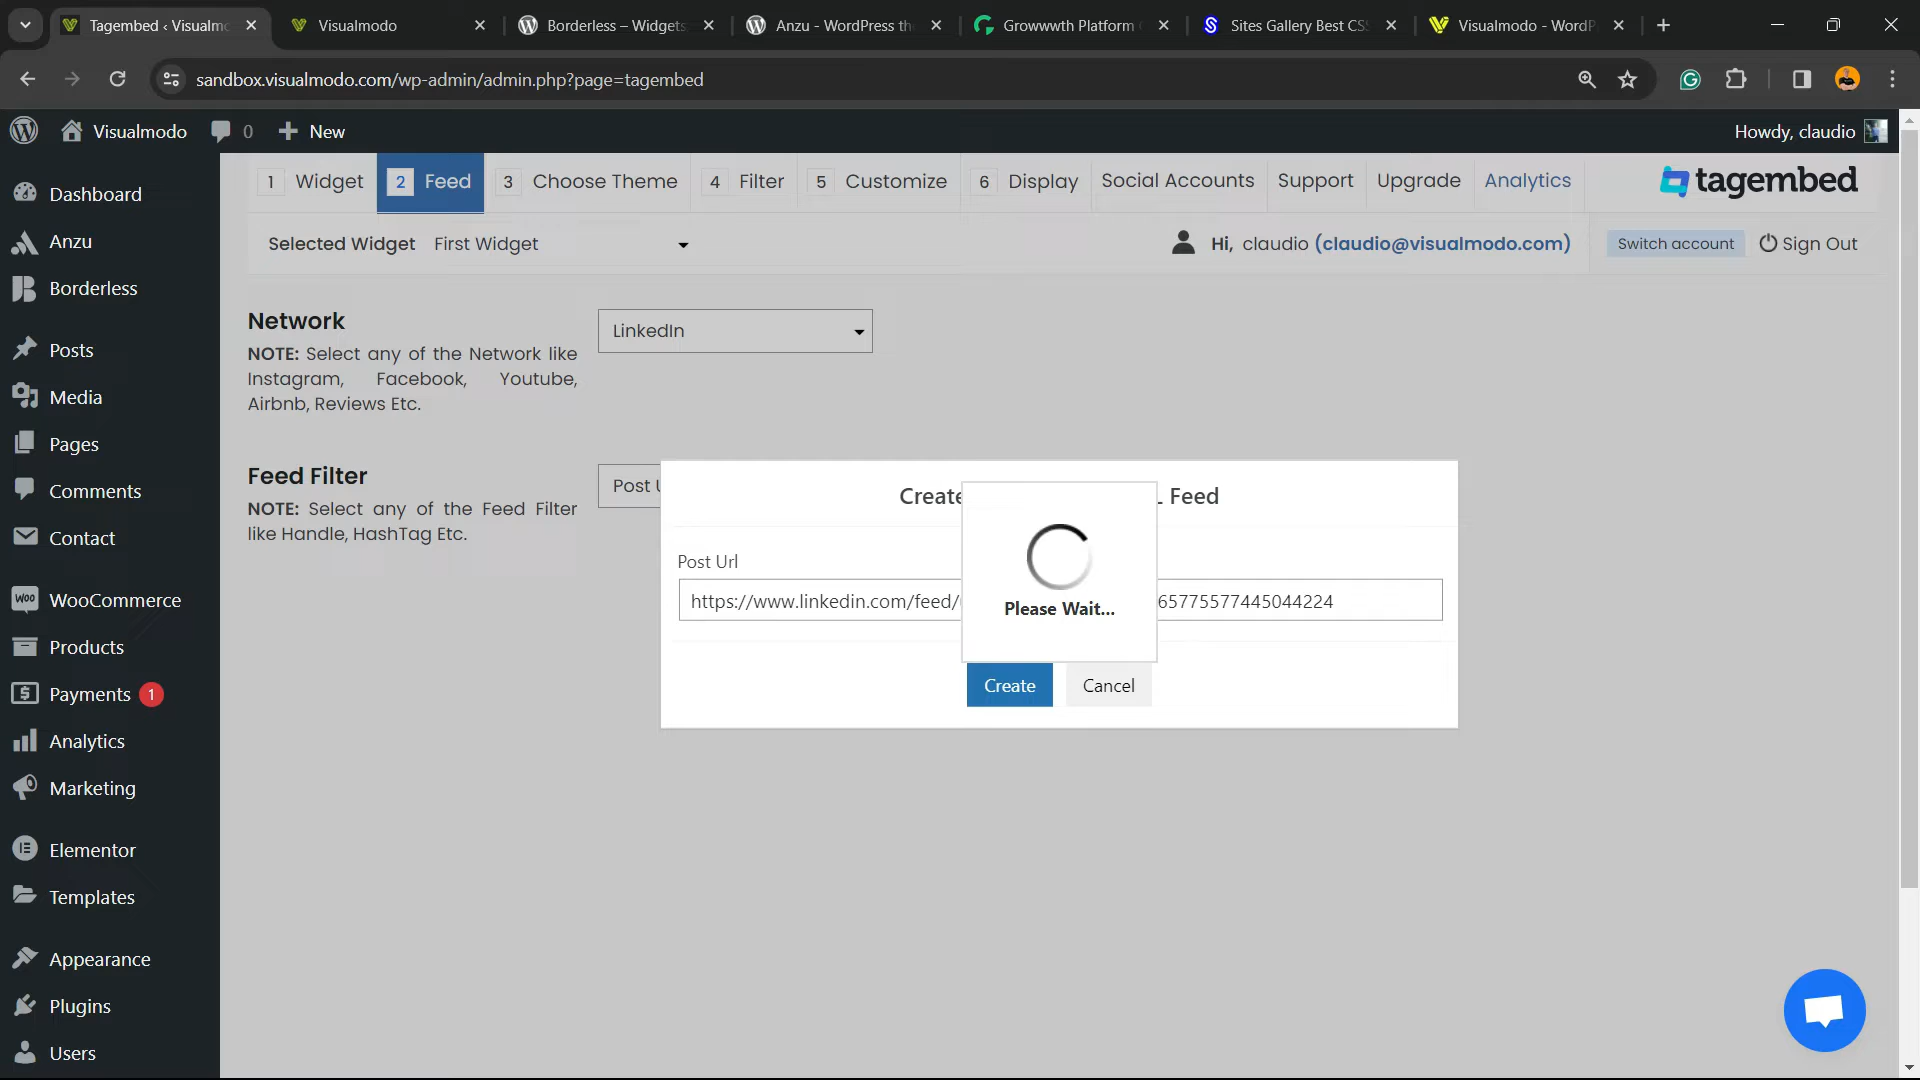 Tagembed ‹ Visualm
Visualmodo
Borderless – Widgets
Anzu - WordPress th
Growwwth Platform
Sites Gallery Best CS
Visualmodo - WordP
sandbox.visualmodo.com/wp-admin/admin.php?page=tagembed
Visualmodo 0 New
Howdy, claudio
Dashboard
Anzu
Borderless
Posts
Media
Pages
Comments
Contact
WooCommerce
Products
Payments 1
Analytics
Marketing
Elementor
Templates
Appearance
Plugins
Users
1 Widget 2 Feed 3 Choose Theme 4 Filter 5 Customize 6 Display Social Accounts Support Upgrade Analytics
tagembed
Selected Widget First Widget
Hi, claudio (claudio@visualmodo.com) Switch account Sign Out
Network
NOTE: Select any of the Network like
Instagram, Facebook, Youtube,
Airbnb, Reviews Etc.
LinkedIn
Feed Filter
NOTE: Select any of the Feed Filter
like Handle, HashTag Etc.
Post
Create Feed
Post Url
https://www.linkedin.com/feed/ 65775577445044224
Please Wait...
Create Cancel